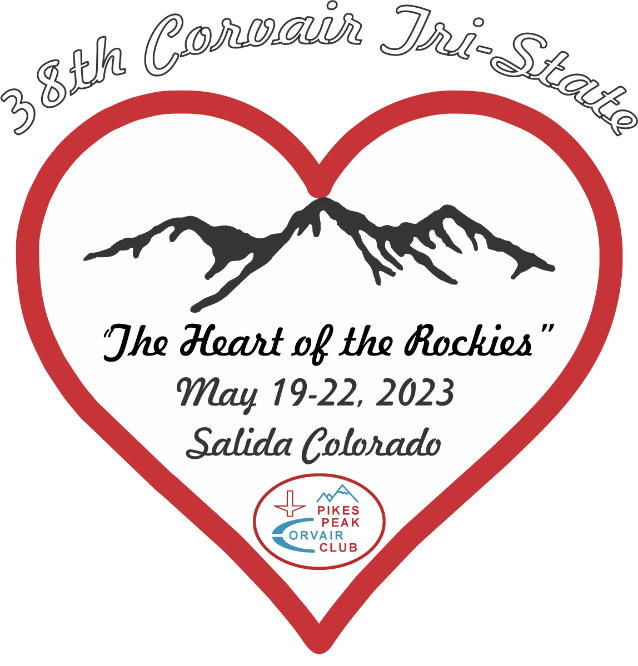 38th Corvair Tri-State
"The Heart of the Rockies"
May 19-22, 2023
Salida Colorado
PIKES
PEAK
CORVAIR
CLUB